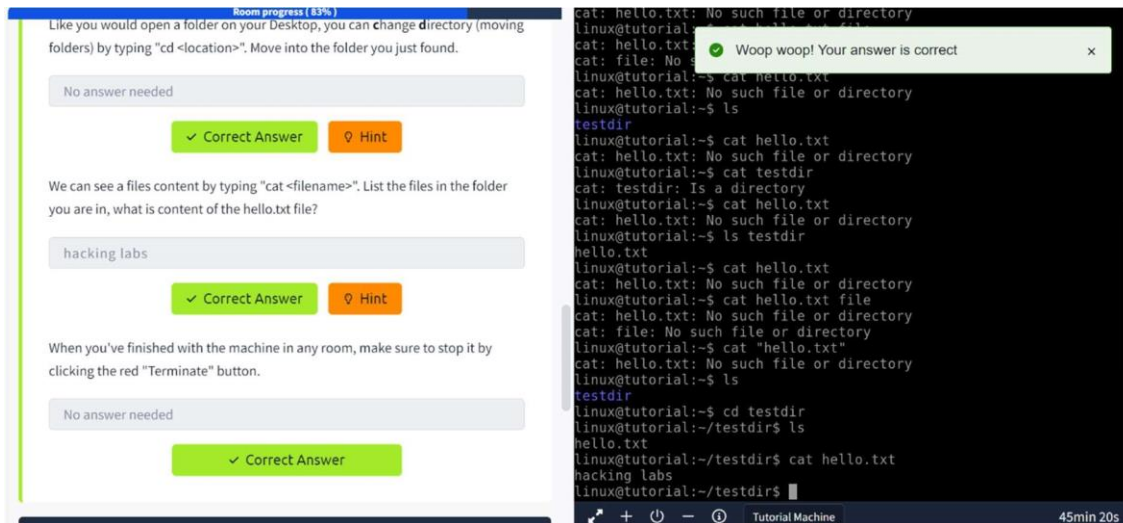 Room progress ( 83% )
Like you would open a folder on your Desktop, you can change directory (moving
folders) by typing "cd <location>". Move into the folder you just found.
No answer needed
Correct Answer
Hint
We can see a files content by typing "cat <filename>". List the files in the folder
you are in, what is content of the hello.txt file?
hacking labs
Correct Answer
Hint
When you've finished with the machine in any room, make sure to stop it by
clicking the red "Terminate" button.
No answer needed
Correct Answer
cat: hello.txt: No such file or directory
linux@tutorial:
cat: hello.txt:
cat: file: No s
Woop woop! Your answer is correct
linux@tutorial:~$ cat hello.txt
cat: hello.txt: No such file or directory
linux@tutorial:~$ ls
testdir
linux@tutorial:~$ cat hello.txt
cat: hello.txt: No such file or directory
linux@tutorial:~$ cat testdir
cat: testdir: Is a directory
linux@tutorial:~$ cat hello.txt
cat: hello.txt: No such file or directory
linux@tutorial:~$ ls testdir
hello.txt
linux@tutorial:~$ cat hello.txt
cat: hello.txt: No such file or directory
linux@tutorial:~$ cat hello.txt file
cat: hello.txt: No such file or directory
cat: file: No such file or directory
linux@tutorial:~$ cat "hello.txt"
cat: hello.txt: No such file or directory
linux@tutorial:~$ ls
testdir
linux@tutorial:~$ cd testdir
linux@tutorial:~/testdir$ ls
hello.txt
linux@tutorial:~/testdir$ cat hello.txt
hacking labs
linux@tutorial:~/testdir$
Tutorial Machine
45min 20s